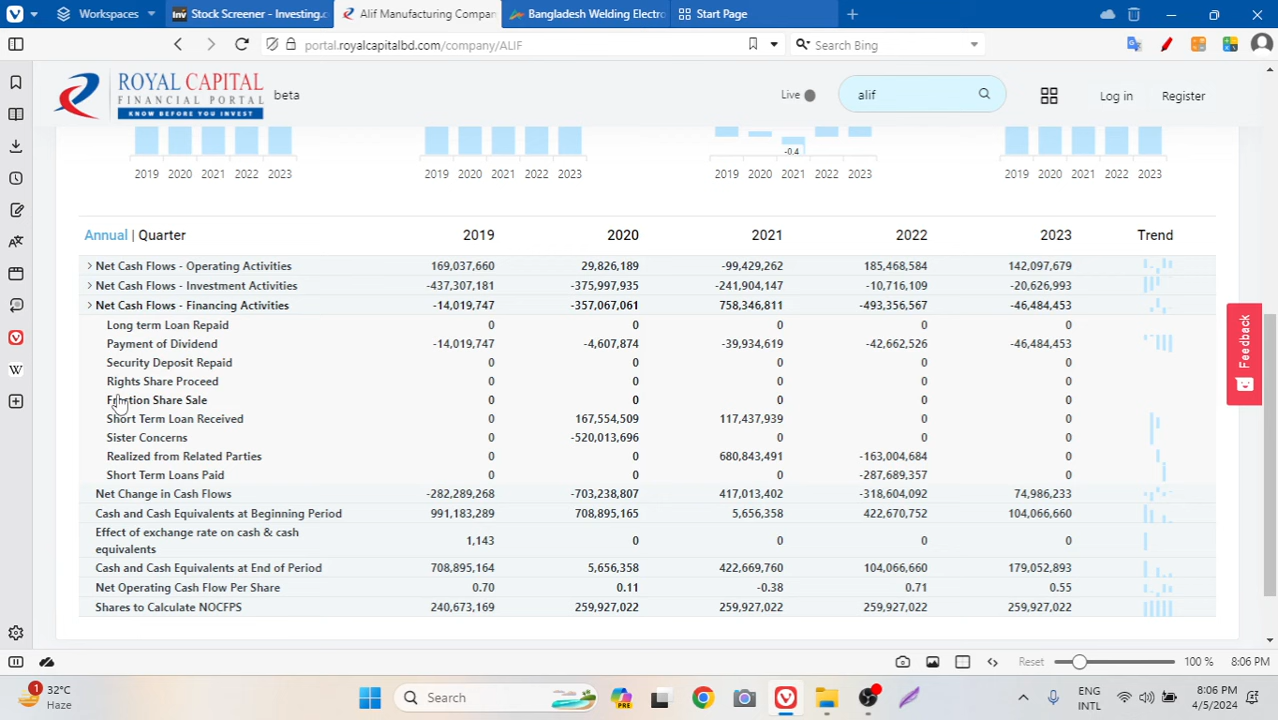 Workspaces
Stock Screener - Investing.c
Alif Manufacturing Compan
Bangladesh Welding Electro
Start Page
portal.royalcapitalbd.com/company/ALIF
Search Bing
ROYAL CAPITAL
FINANCIAL PORTAL
KNOW BEFORE YOU INVEST
beta
Live
alif
Log in
Register
-0.4
2019 2020 2021 2022 2023
2019 2020 2021 2022 2023
2019 2020 2021 2022 2023
2019 2020 2021 2022 2023
Annual | Quarter 2019 2020 2021 2022 2023 Trend
Net Cash Flows - Operating Activities 169,037,660 29,826,189 -99,429,262 185,468,584 142,097,679
Net Cash Flows - Investment Activities -437,307,181 -375,997,935 -241,904,147 -10,716,109 -20,626,993
Net Cash Flows - Financing Activities -14,019,747 -357,067,061 758,346,811 -493,356,567 -46,484,453
Long term Loan Repaid 0 0 0 0 0
Payment of Dividend -14,019,747 -4,607,874 -39,934,619 -42,662,526 -46,484,453
Security Deposit Repaid 0 0 0 0 0
Rights Share Proceed 0 0 0 0 0
Fraction Share Sale 0 0 0 0 0
Short Term Loan Received 0 167,554,509 117,437,939 0 0
Sister Concerns 0 -520,013,696 0 0 0
Realized from Related Parties 0 0 680,843,491 -163,004,684 0
Short Term Loans Paid 0 0 0 -287,689,357 0
Net Change in Cash Flows -282,289,268 -703,238,807 417,013,402 -318,604,092 74,986,233
Cash and Cash Equivalents at Beginning Period 991,183,289 708,895,165 5,656,358 422,670,752 104,066,660
Effect of exchange rate on cash & cash
equivalents 1,143 0 0 0 0
Cash and Cash Equivalents at End of Period 708,895,164 5,656,358 422,669,760 104,066,660 179,052,893
Net Operating Cash Flow Per Share 0.70 0.11 -0.38 0.71 0.55
Shares to Calculate NOCFPS 240,673,169 259,927,022 259,927,022 259,927,022 259,927,022
Feedback
Reset
100 %
8:06 PM
1
32°C
Haze
Search
PRE
ENG
INTL
8:06 PM
4/5/2024